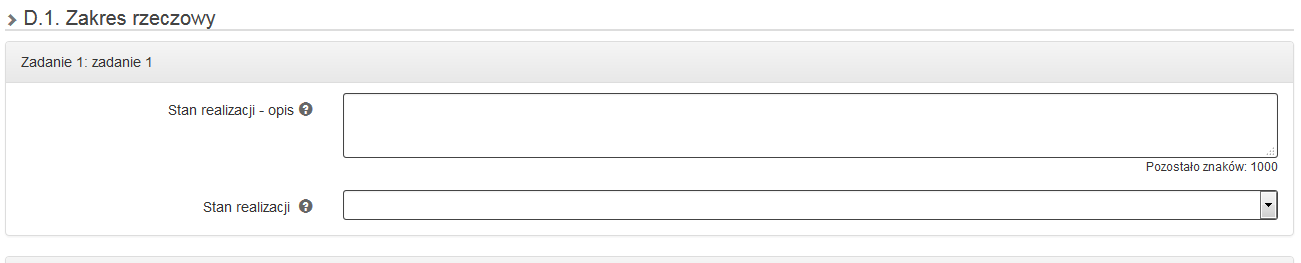 D.1. Zakres rzeczowy
Zadanie 1: zadanie 1
Stan realizacji - opis
Pozostało znaków: 1000
Stan realizacji